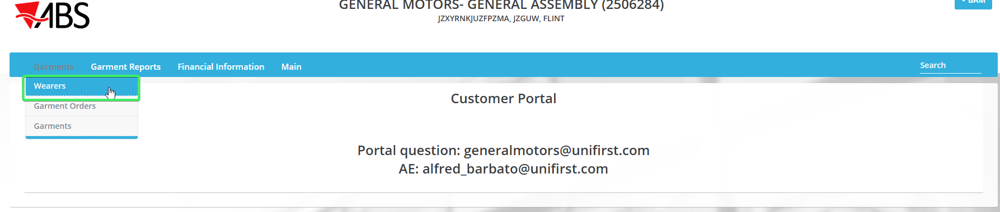 ABS
GENERAL MOTORS- GENERAL ASSEMBLY (2506284)
BAM
JZXYRNKJUZFPZMA, JZGUW, FLINT
Garments Garment Reports Financial Information Main Search
Wearers
Garment Orders
Garments
Customer Portal
Portal question: generalmotors@unifirst.com
AE: alfred_barbato@unifirst.com